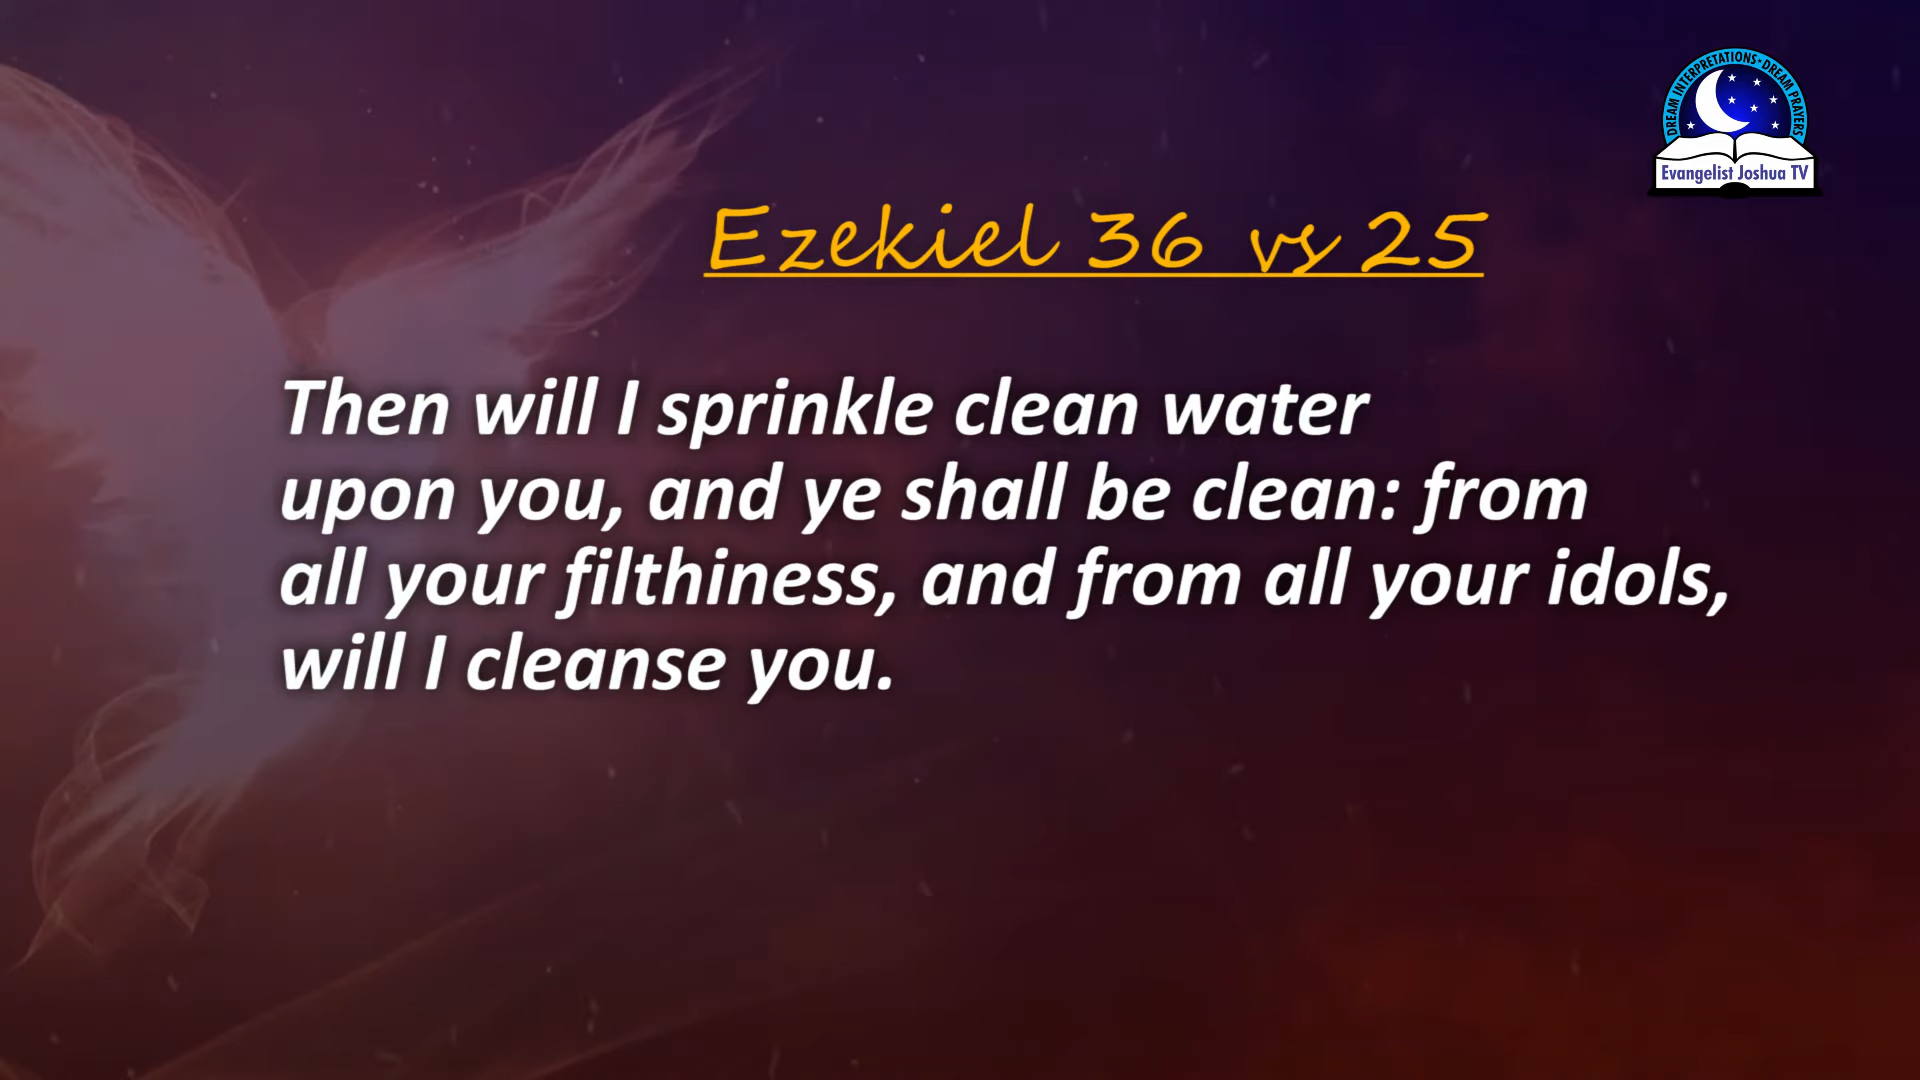 DREAM INTERPRETATIONS - DREAM PRAYERS
Evangelist Joshua TV
Ezekiel 36 vs 25
Then will I sprinkle clean water
upon you, and ye shall be clean: from
all your filthiness, and from all your idols,
will I cleanse you.